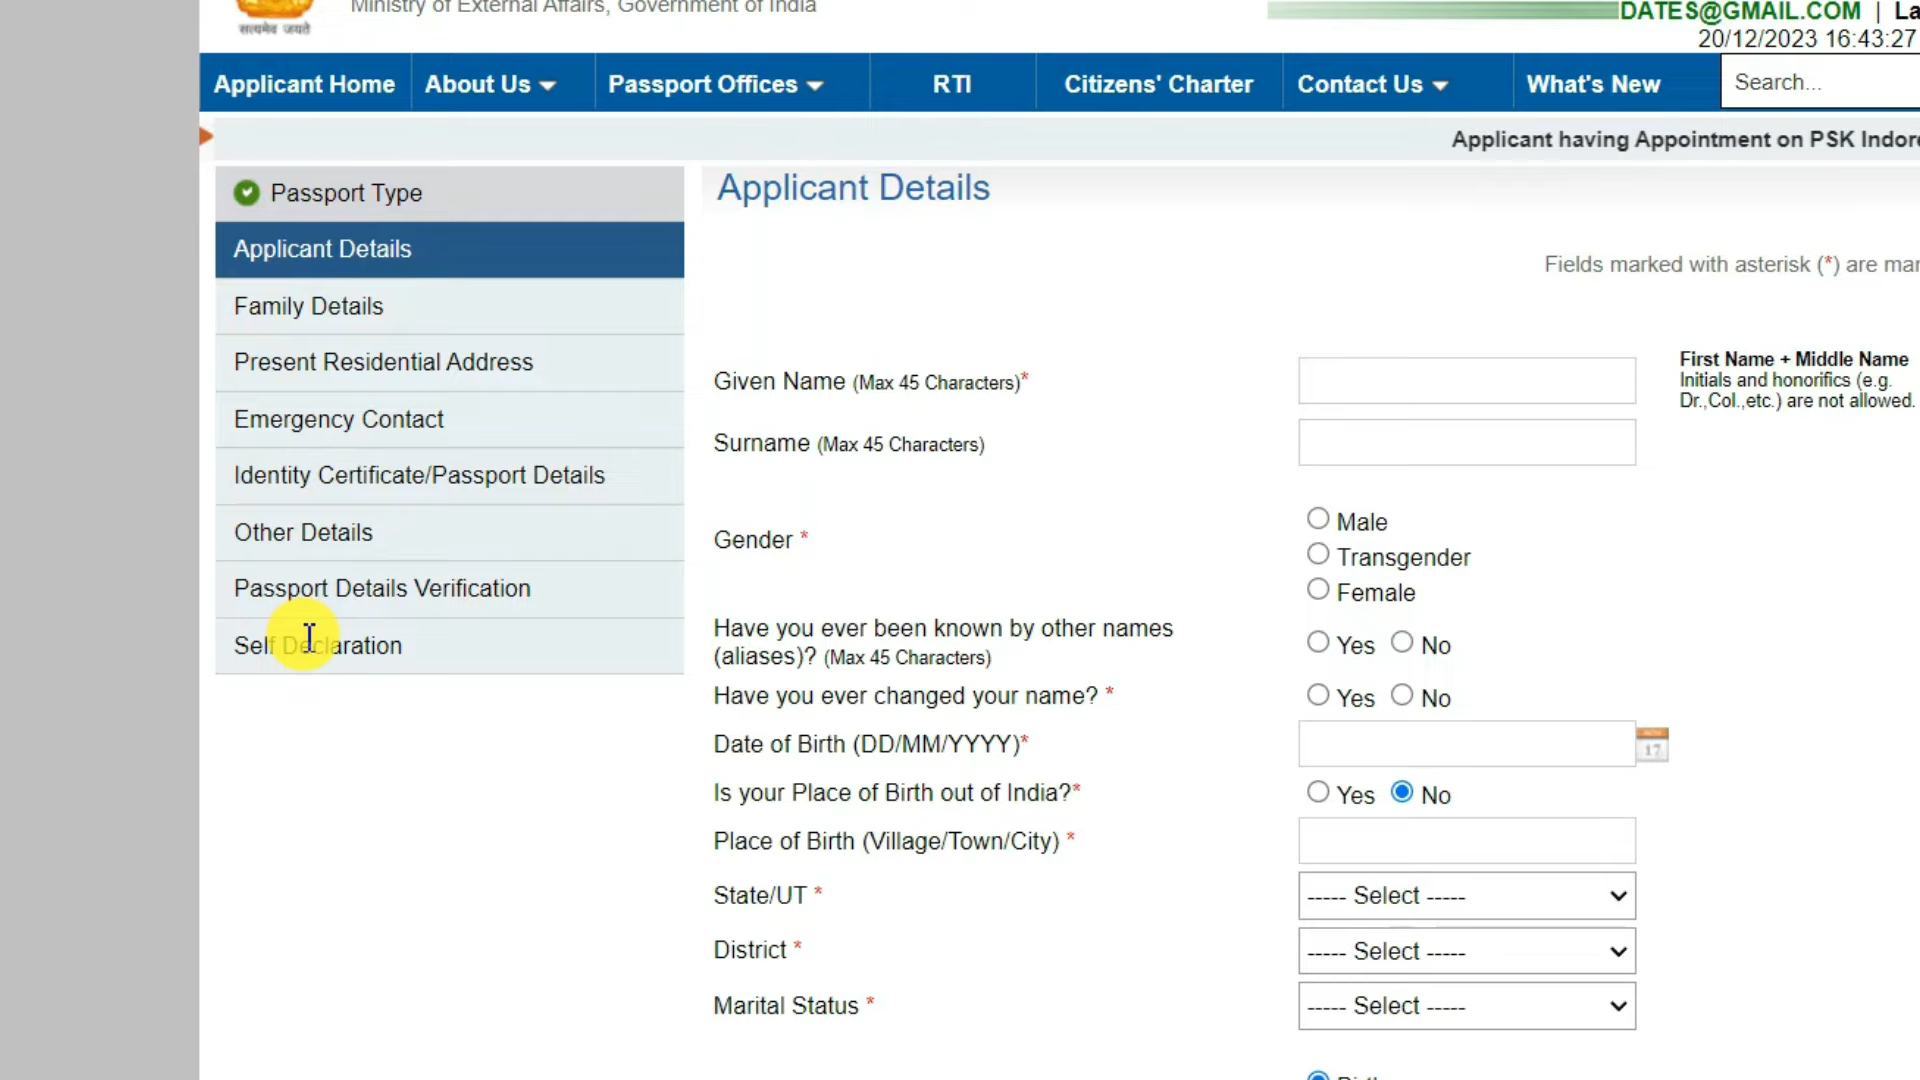 Ministry of External Affairs, Government of India
सत्यमेव जयते
DATES@GMAIL.COM | La
20/12/2023 16:43:27
Applicant Home About Us Passport Offices RTI Citizens' Charter Contact Us What's New Search...
Applicant having Appointment on PSK Indore
Passport Type
Applicant Details
Family Details
Present Residential Address
Emergency Contact
Identity Certificate/Passport Details
Other Details
Passport Details Verification
Self Declaration
Applicant Details
Fields marked with asterisk (*) are mar
Given Name (Max 45 Characters)*
First Name + Middle Name
Initials and honorifics (e.g.
Dr.,Col.,etc.) are not allowed.
Surname (Max 45 Characters)
Gender *
Male
Transgender
Female
Have you ever been known by other names
(aliases)? (Max 45 Characters)
Yes No
Have you ever changed your name? *
Yes No
Date of Birth (DD/MM/YYYY)*
17
Is your Place of Birth out of India?*
Yes No
Place of Birth (Village/Town/City) *
State/UT *
----- Select -----
District *
----- Select -----
Marital Status *
----- Select -----